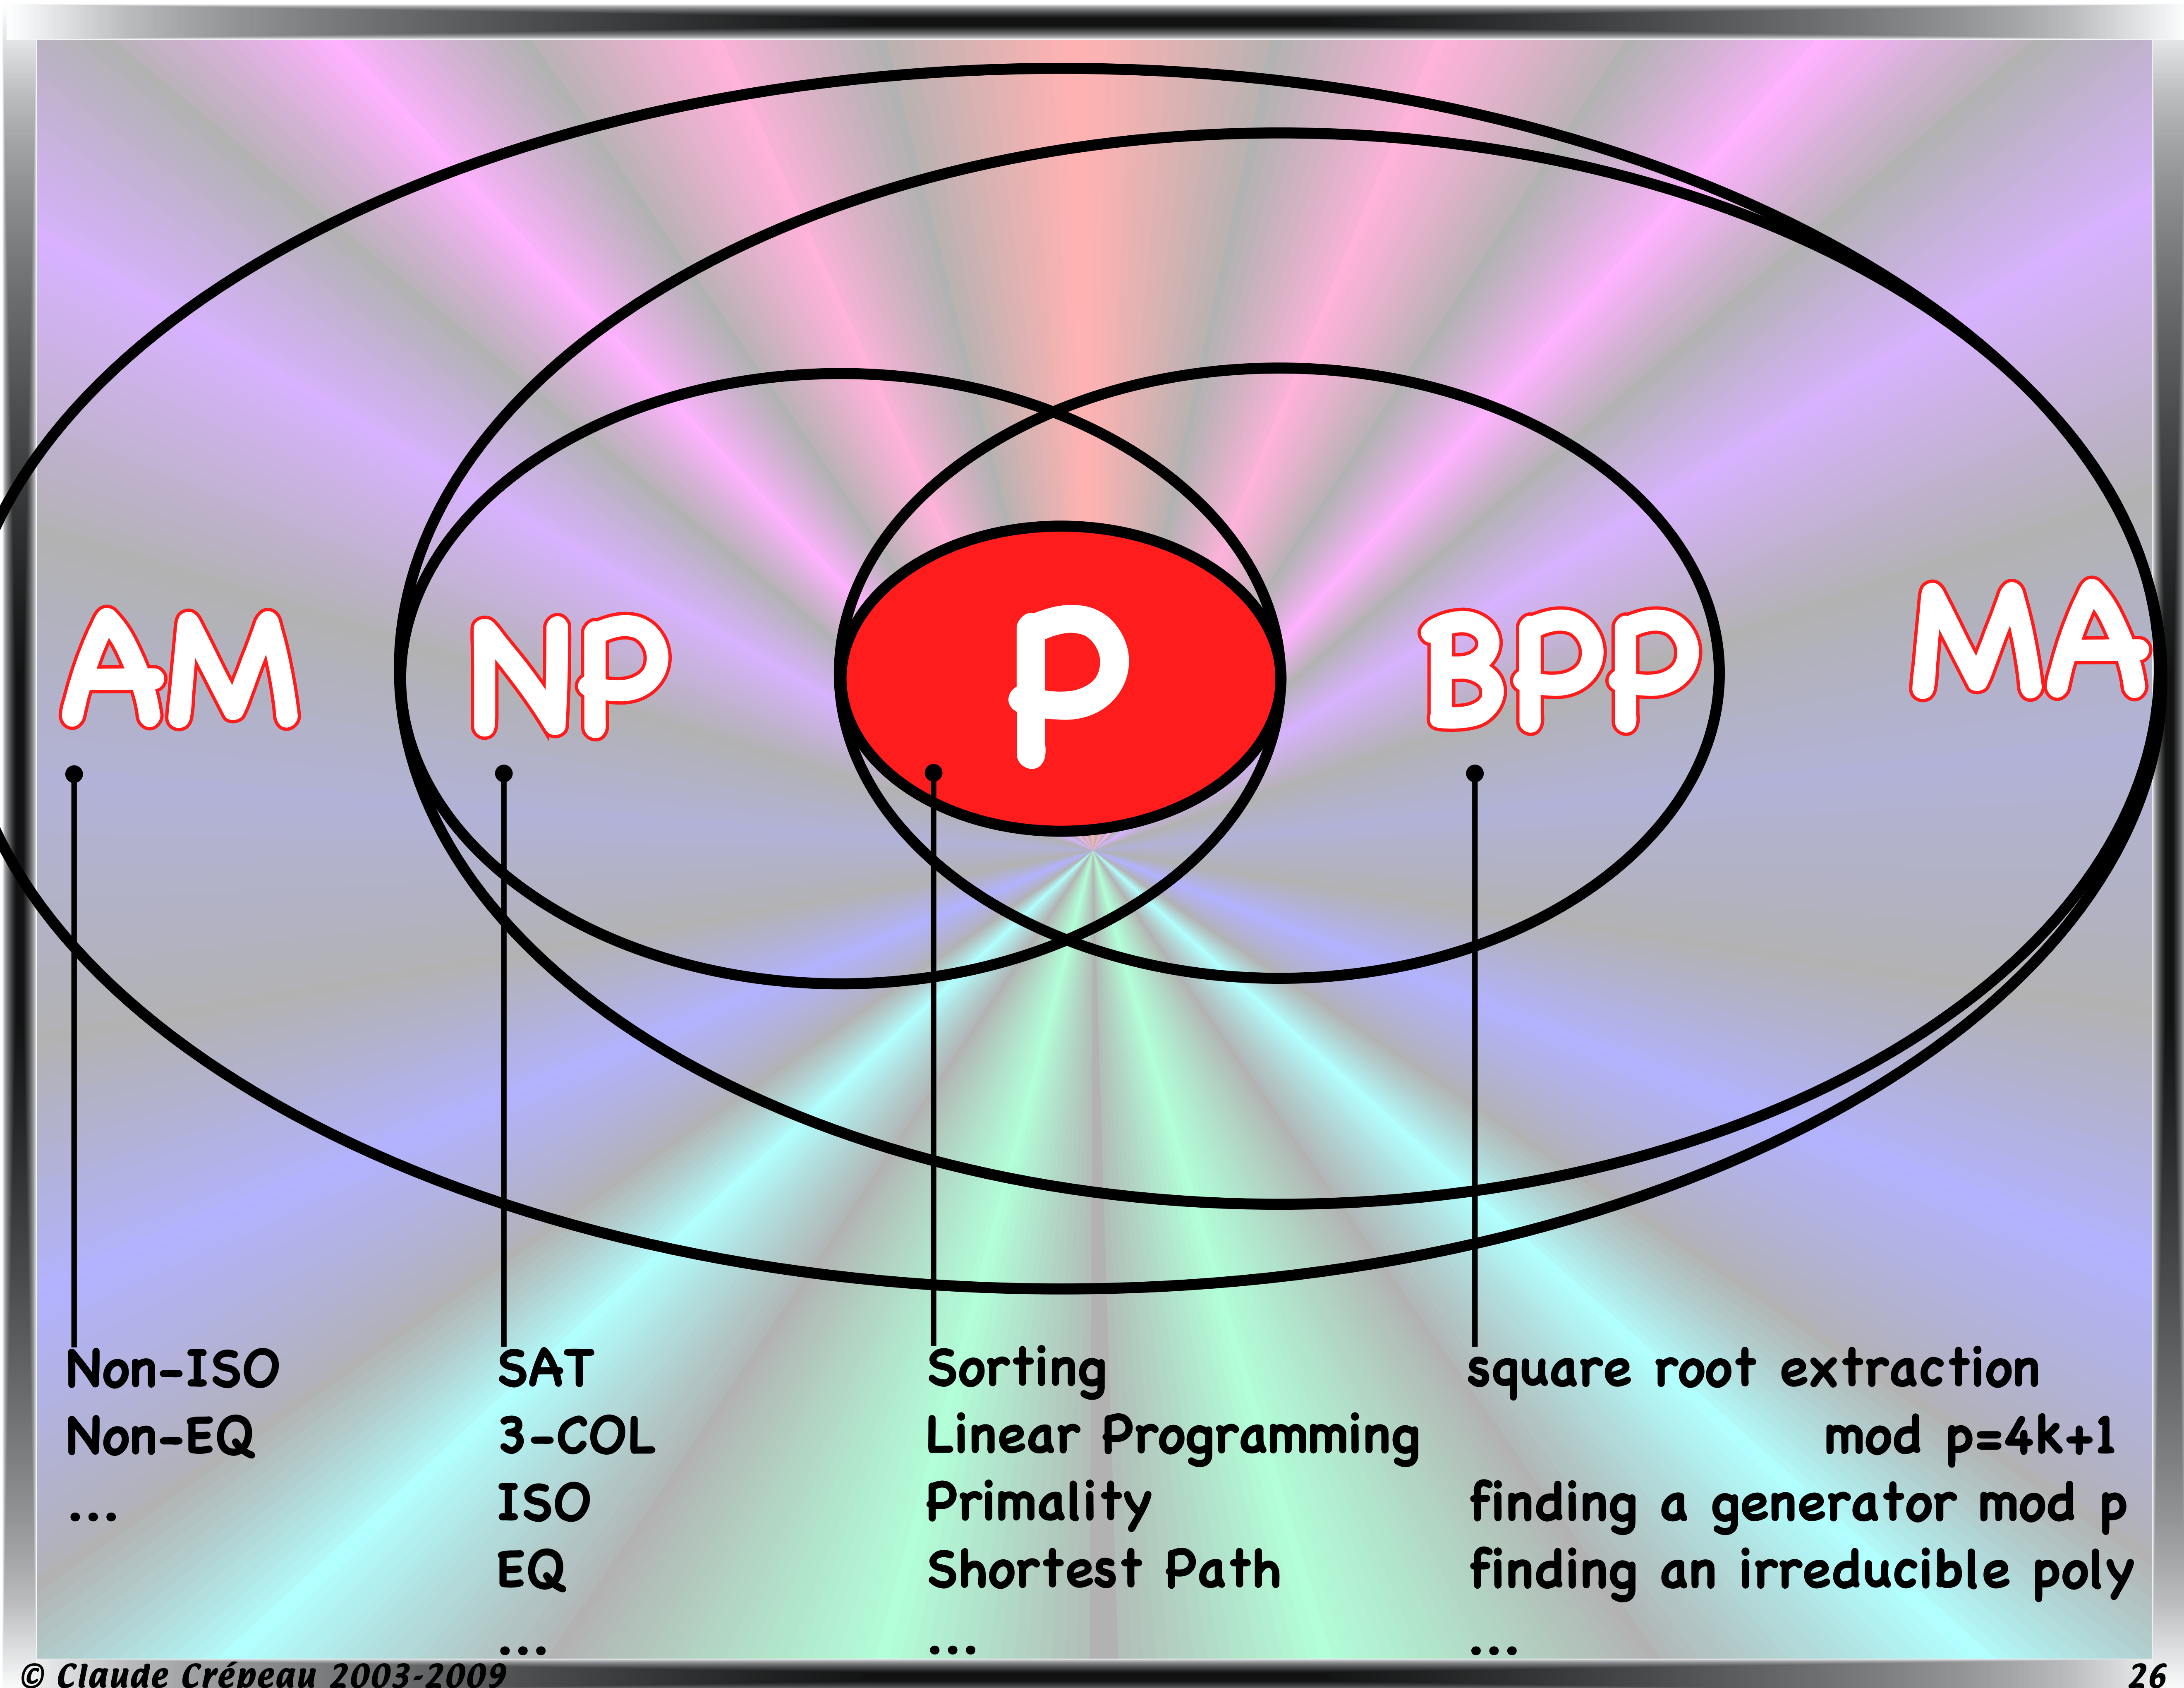 AM
NP
P
BPP
MA
Non-ISO
Non-EQ
...
SAT
3-COL
ISO
EQ
...
Sorting
Linear Programming
Primality
Shortest Path
...
square root extraction
mod p=4k+1
finding a generator mod p
finding an irreducible poly
...
© Claude Crépeau 2003-2009
26